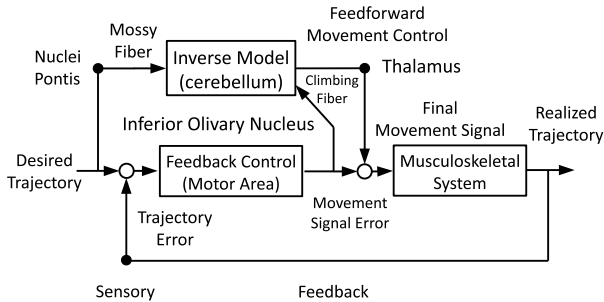 Feedforward
Movement Control
Mossy
Fiber
Nuclei
Pontis
Inverse Model
(cerebellum)
Thalamus
Climbing
Fiber
Inferior Olivary Nucleus
Final
Movement Signal
Realized
Trajectory
Desired
Trajectory
Feedback Control
(Motor Area)
Musculoskeletal
System
Movement
Signal Error
Trajectory
Error
Sensory
Feedback